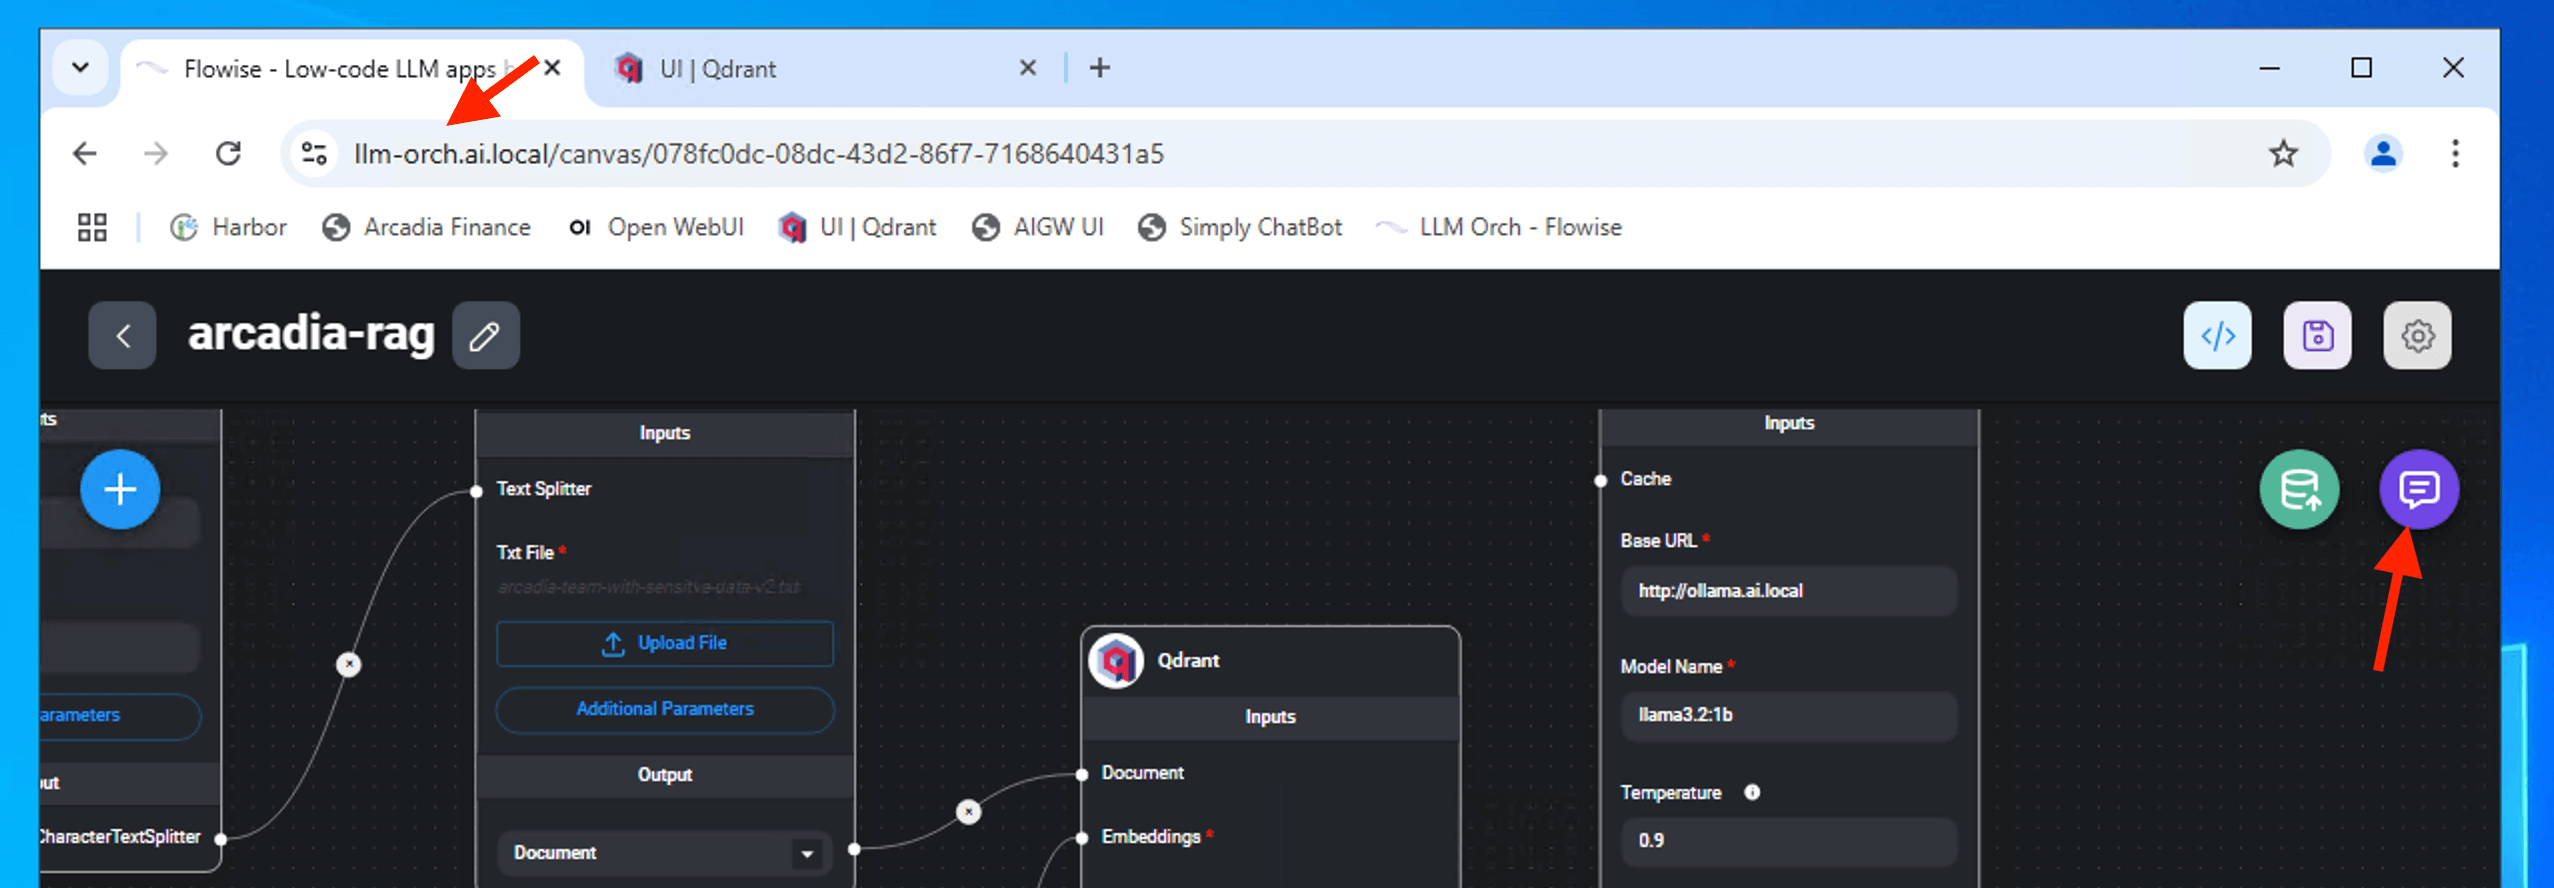 Flowise - Low-code LLM apps
UI | Qdrant
llm-orch.ai.local/canvas/078fc0dc-08dc-43d2-86f7-7168640431a5
Harbor
Arcadia Finance
OI Open WebUI
UI | Qdrant
AIGW UI
Simply ChatBot
LLM Orch - Flowise
arcadia-rag
</>
ts
arameters
ut
CharacterTextSplitter
Inputs
Text Splitter
Txt File *
arcadia-team-with-sensitve-data-v2.txt
Upload File
Additional Parameters
Output
Document
Qdrant
Inputs
Document
Embeddings *
Inputs
Cache
Base URL *
http://ollama.ai.local
Model Name *
llama3.2:1b
Temperature
0.9